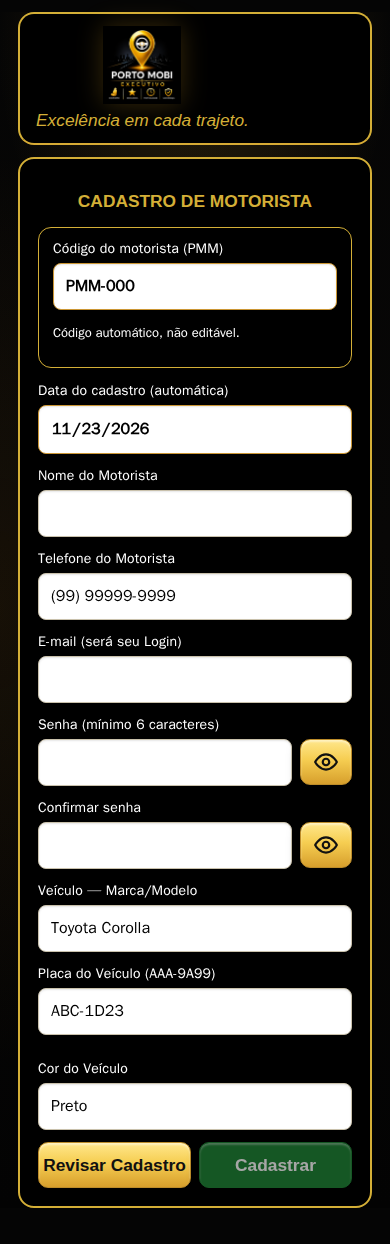 PORTO MOBI
EXECUTIVO
Excelência em cada trajeto.
CADASTRO DE MOTORISTA
Código do motorista (PMM)
PMM-000
Código automático, não editável.
Data do cadastro (automática)
11/23/2026
Nome do Motorista
Telefone do Motorista
(99) 99999-9999
E-mail (será seu Login)
Senha (mínimo 6 caracteres)
Confirmar senha
Veículo — Marca/Modelo
Toyota Corolla
Placa do Veículo (AAA-9A99)
ABC-1D23
Cor do Veículo
Preto
Revisar Cadastro
Cadastrar